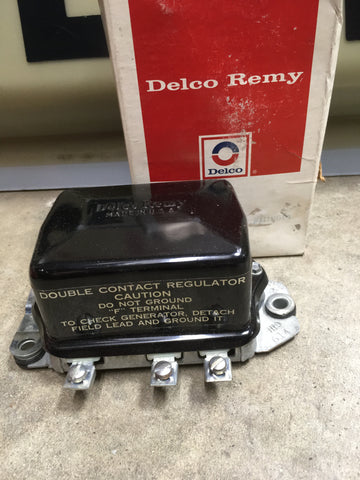 Delco Remy
Delco
Delco Remy
MADE IN U.S.A.
DOUBLE CONTACT REGULATOR
CAUTION
DO NOT GROUND
"F" TERMINAL
TO CHECK GENERATOR, DETACH
FIELD LEAD AND GROUND IT.